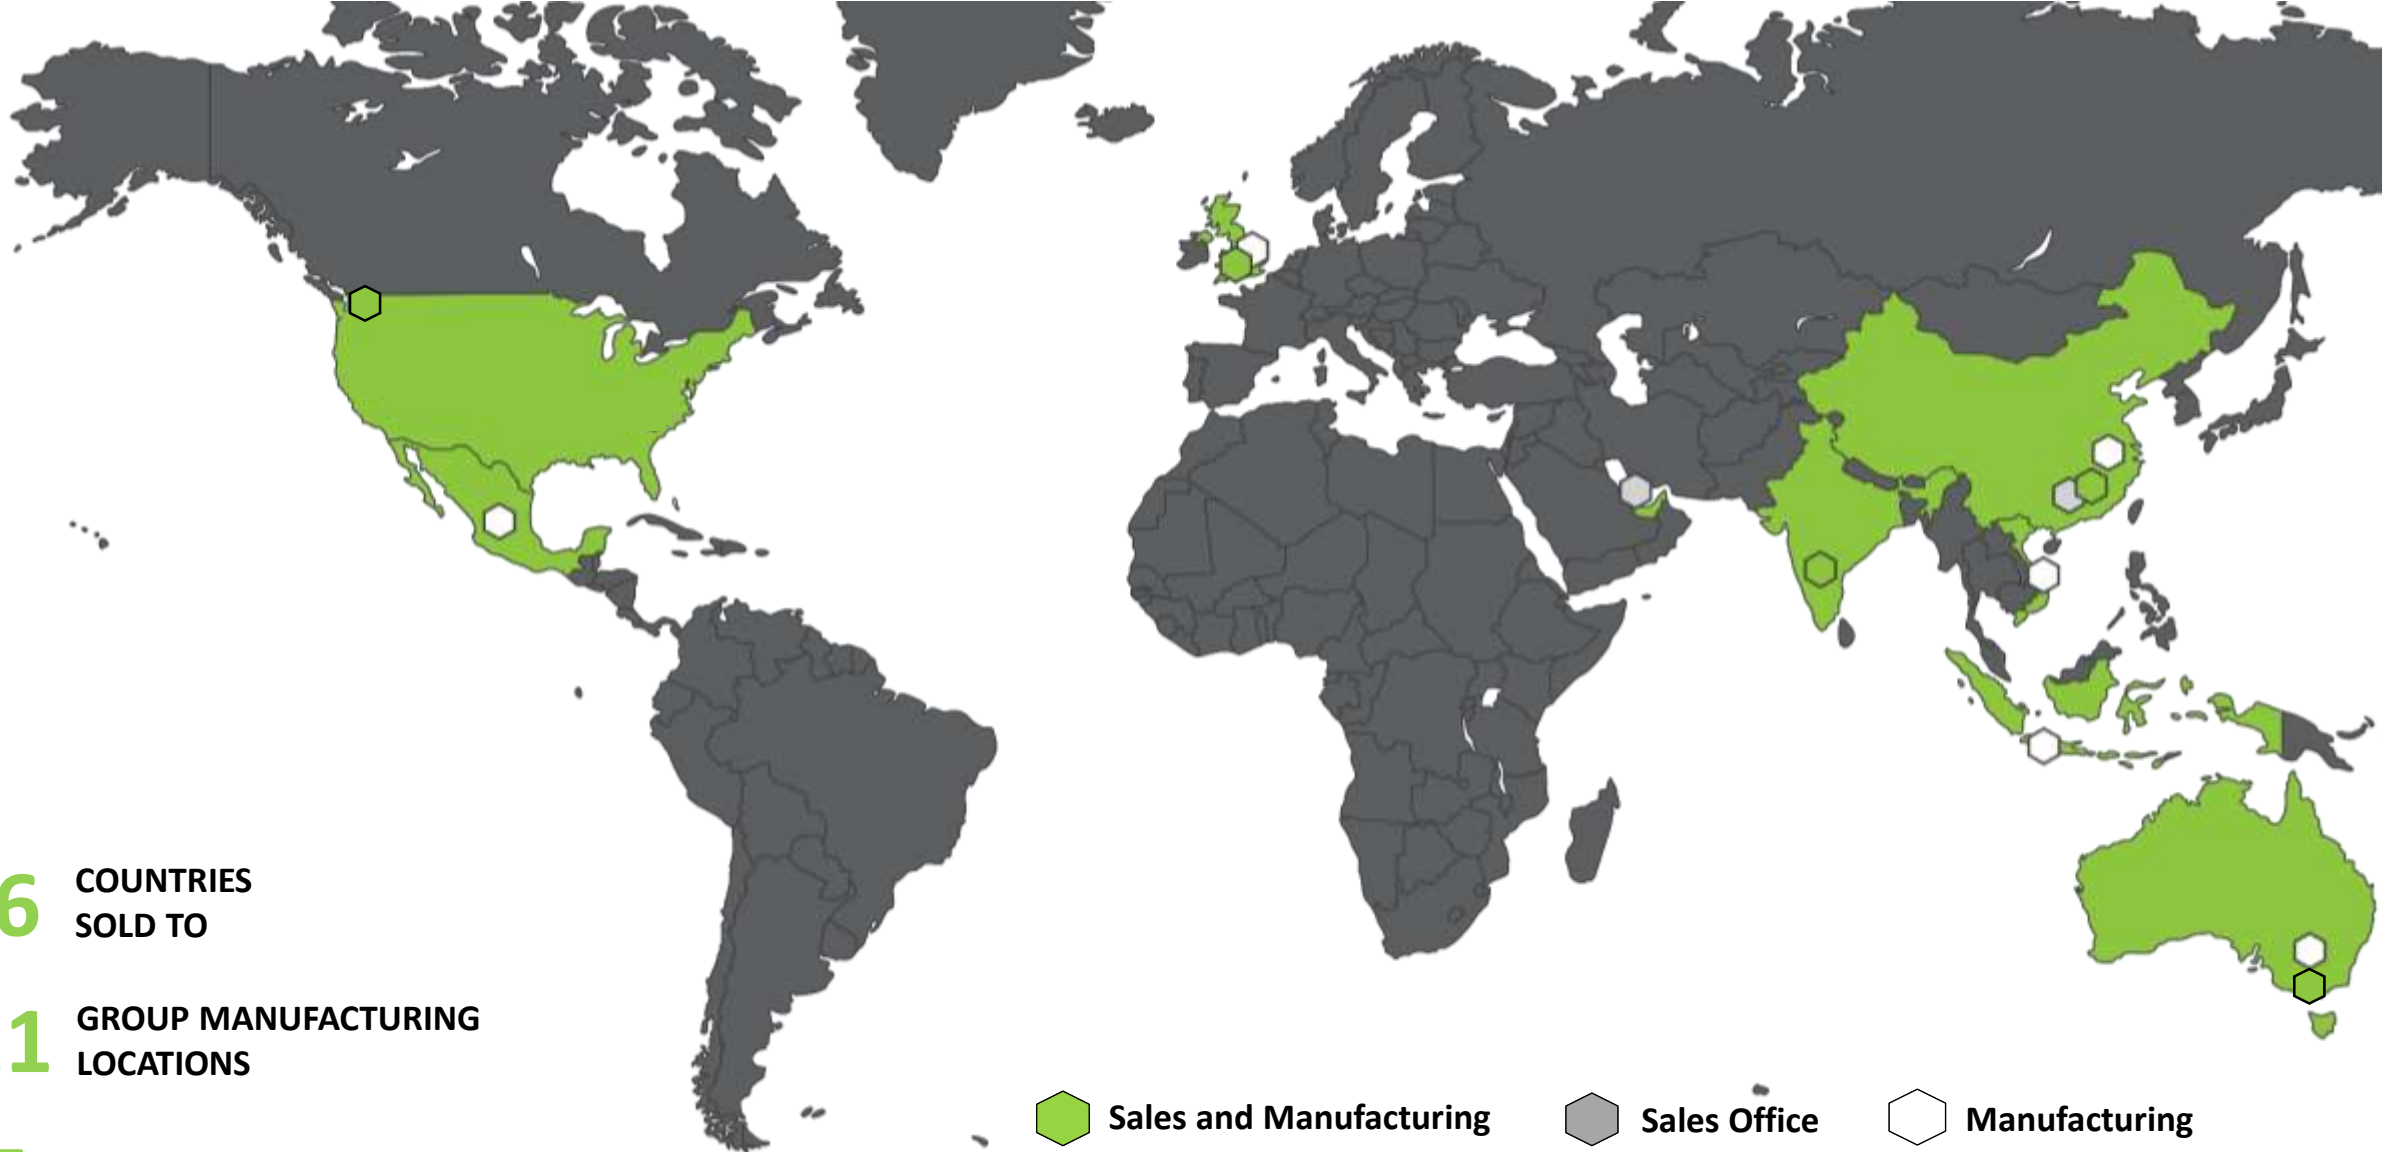 6 COUNTRIES
SOLD TO
1 GROUP MANUFACTURING
LOCATIONS
Sales and Manufacturing
Sales Office
Manufacturing